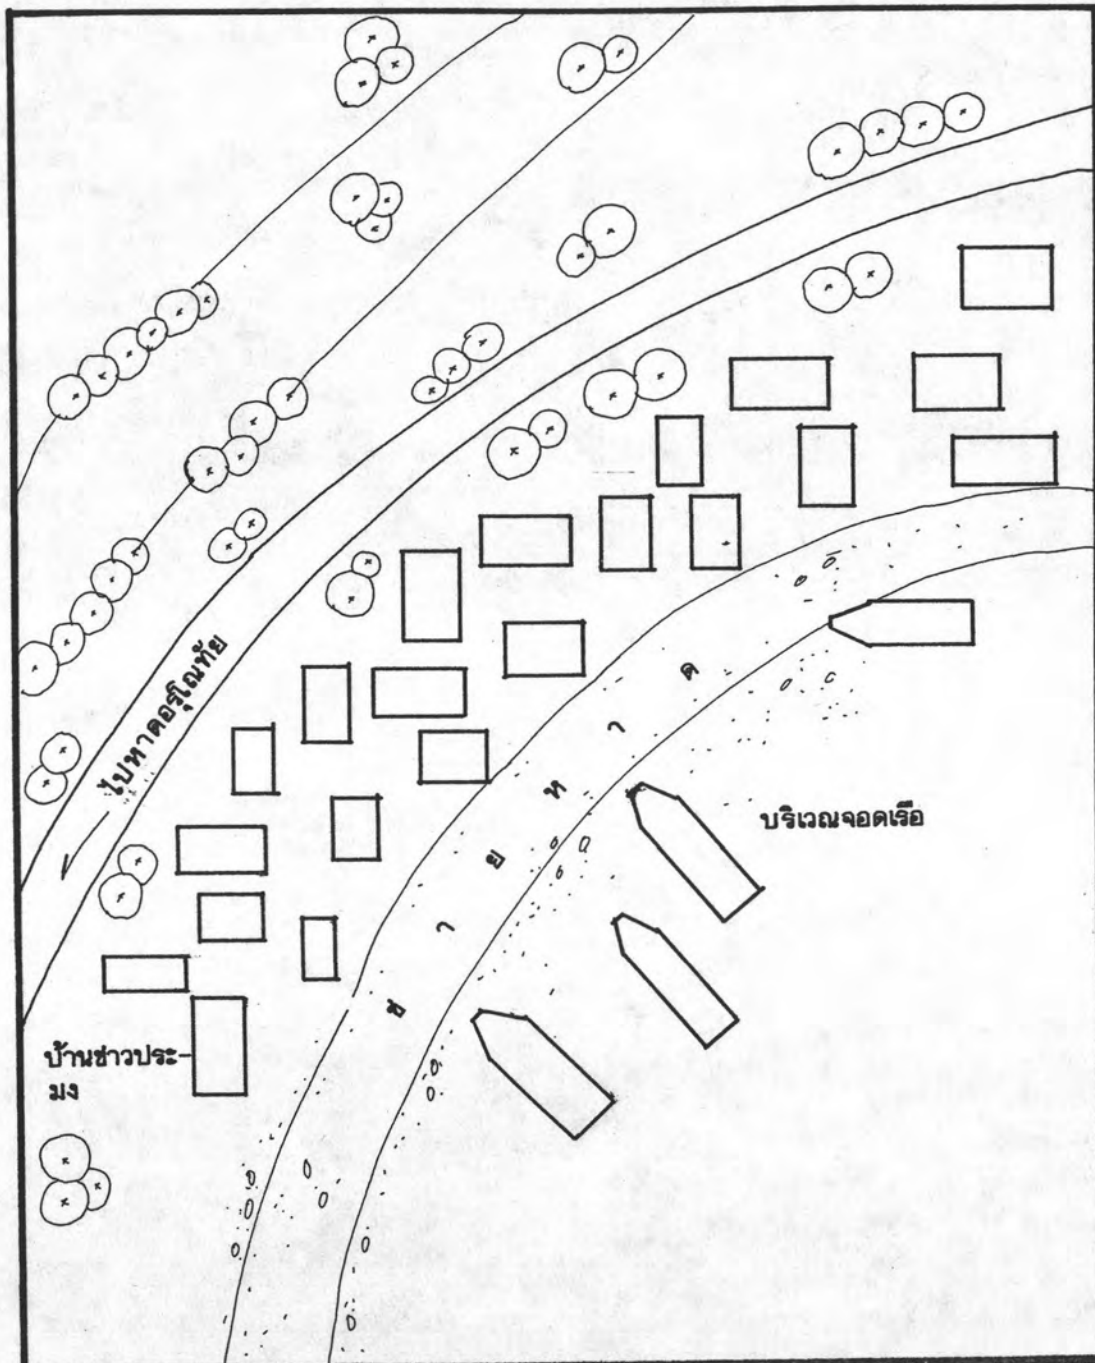 ไปหาดอรุโณทัย
ชายหาด
บริเวณจอดเรือ
บ้านชาวประ-
มง